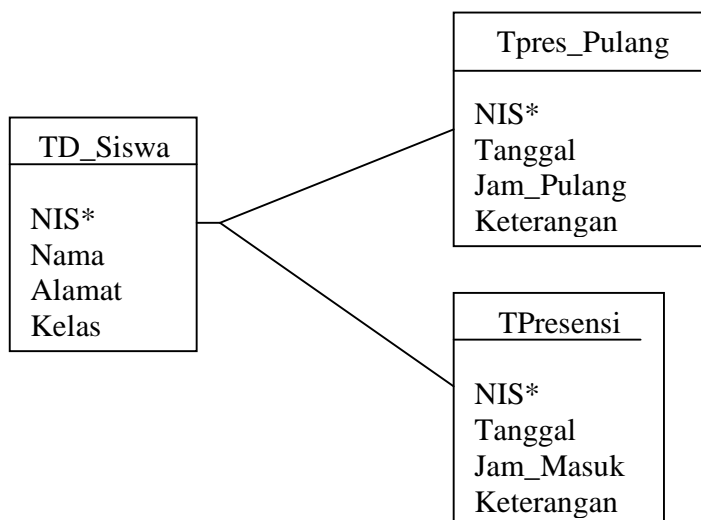 TD_Siswa
NIS*
Nama
Alamat
Kelas
Tpres_Pulang
NIS*
Tanggal
Jam_Pulang
Keterangan
TPresensi
NIS*
Tanggal
Jam_Masuk
Keterangan